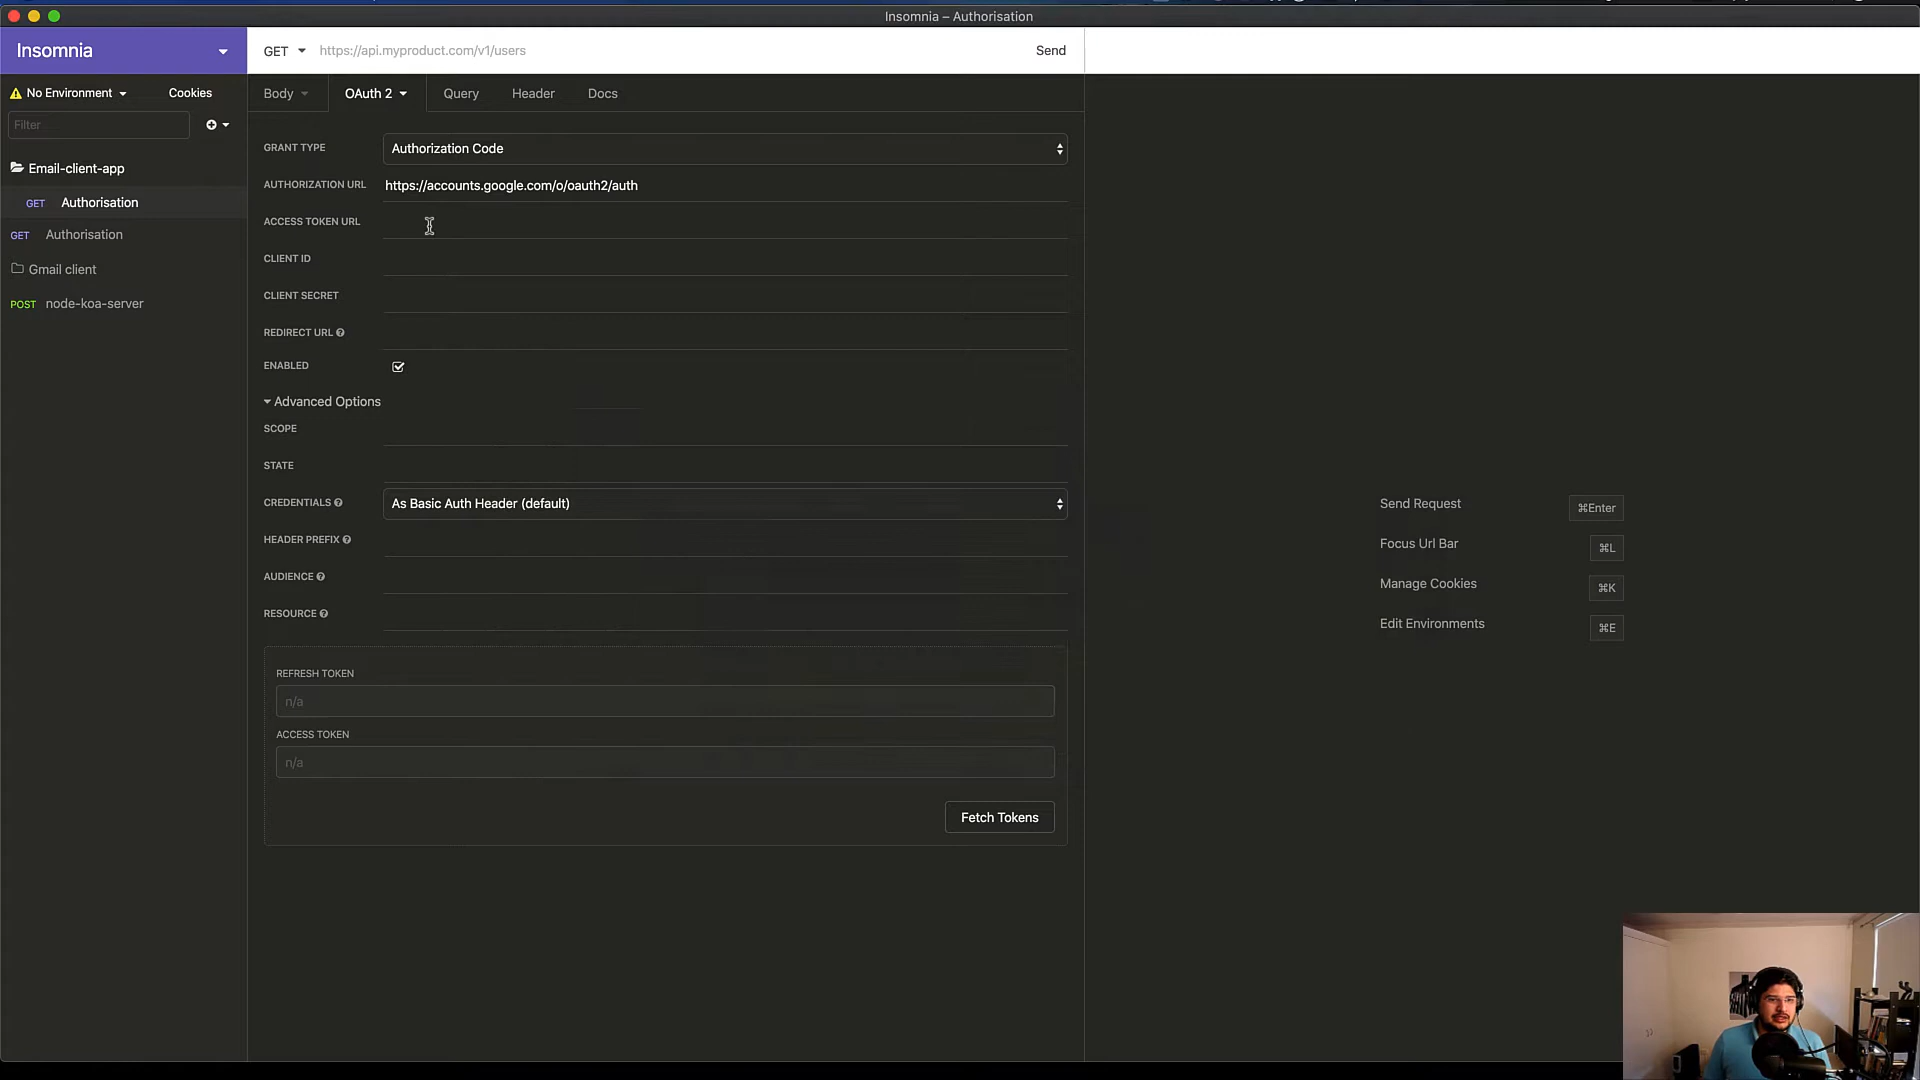 Insomnia – Authorisation
Insomnia
GET https://api.myproduct.com/v1/users Send
No Environment Cookies
Body OAuth 2 Query Header Docs
Filter
Email-client-app
GET Authorisation
GET Authorisation
Gmail client
POST node-koa-server
GRANT TYPE Authorization Code
AUTHORIZATION URL https://accounts.google.com/o/oauth2/auth
ACCESS TOKEN URL
CLIENT ID
CLIENT SECRET
REDIRECT URL
ENABLED
Advanced Options
SCOPE
STATE
CREDENTIALS As Basic Auth Header (default)
HEADER PREFIX
AUDIENCE
RESOURCE
REFRESH TOKEN
n/a
ACCESS TOKEN
n/a
Fetch Tokens
Send Request ⌘Enter
Focus Url Bar ⌘L
Manage Cookies ⌘K
Edit Environments ⌘E